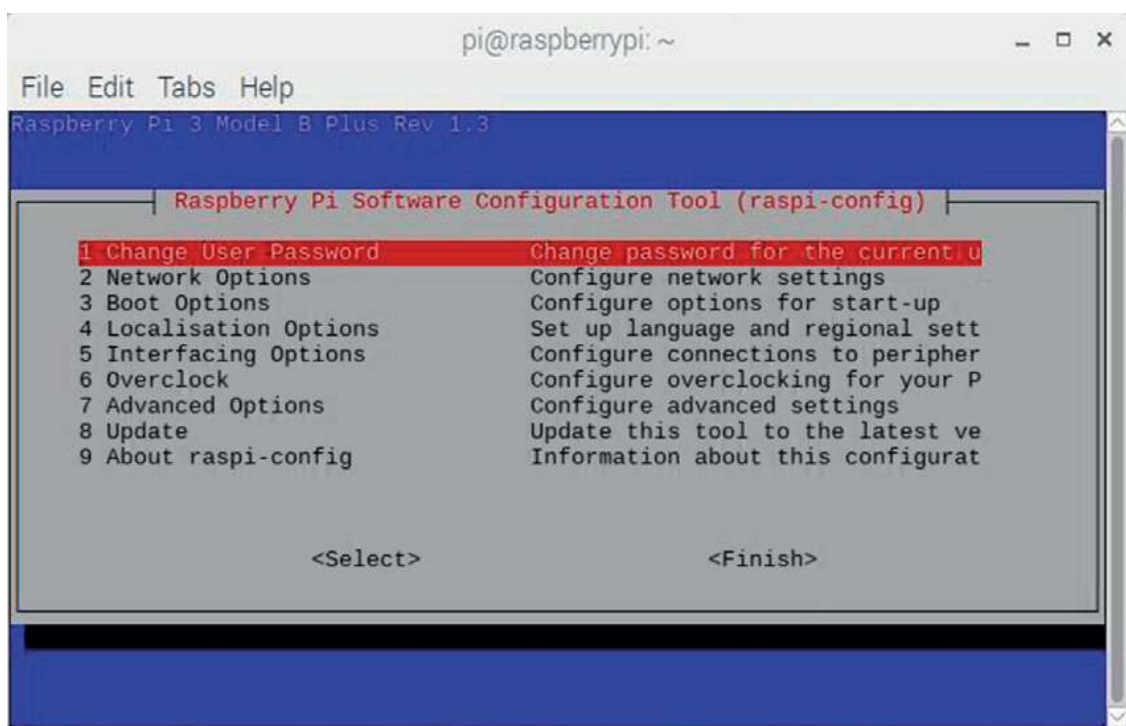 pi@raspberrypi: ~
File Edit Tabs Help
Raspberry Pi 3 Model B Plus Rev 1.3
Raspberry Pi Software Configuration Tool (raspi-config)
1 Change User Password Change password for the current u
2 Network Options Configure network settings
3 Boot Options Configure options for start-up
4 Localisation Options Set up language and regional sett
5 Interfacing Options Configure connections to peripher
6 Overclock Configure overclocking for your P
7 Advanced Options Configure advanced settings
8 Update Update this tool to the latest ve
9 About raspi-config Information about this configurat
<Select> <Finish>